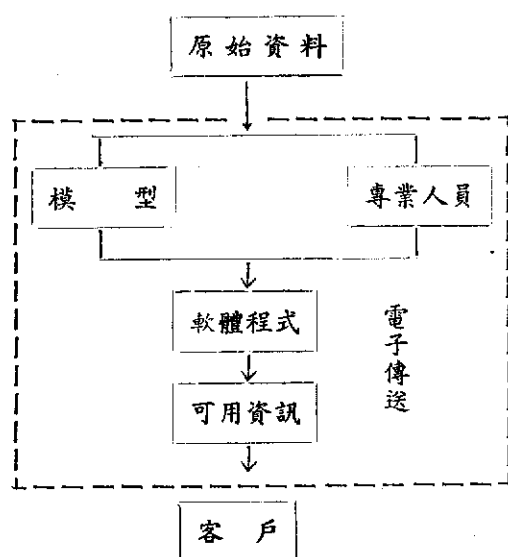 原始資料
模型
專業人員
軟體程式
電子傳送
可用資訊
客戶